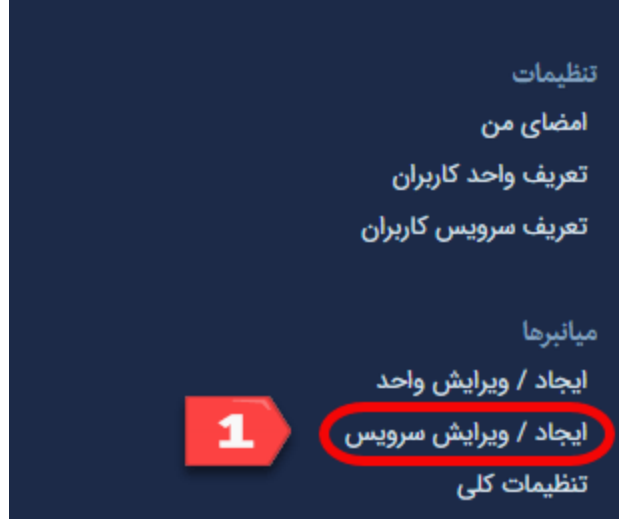 تنظیمات
امضای من
تعریف واحد کاربران
تعریف سرویس کاربران
میانبرها
ایجاد / ویرایش واحد
ایجاد / ویرایش سرویس
1
تنظیمات کلی